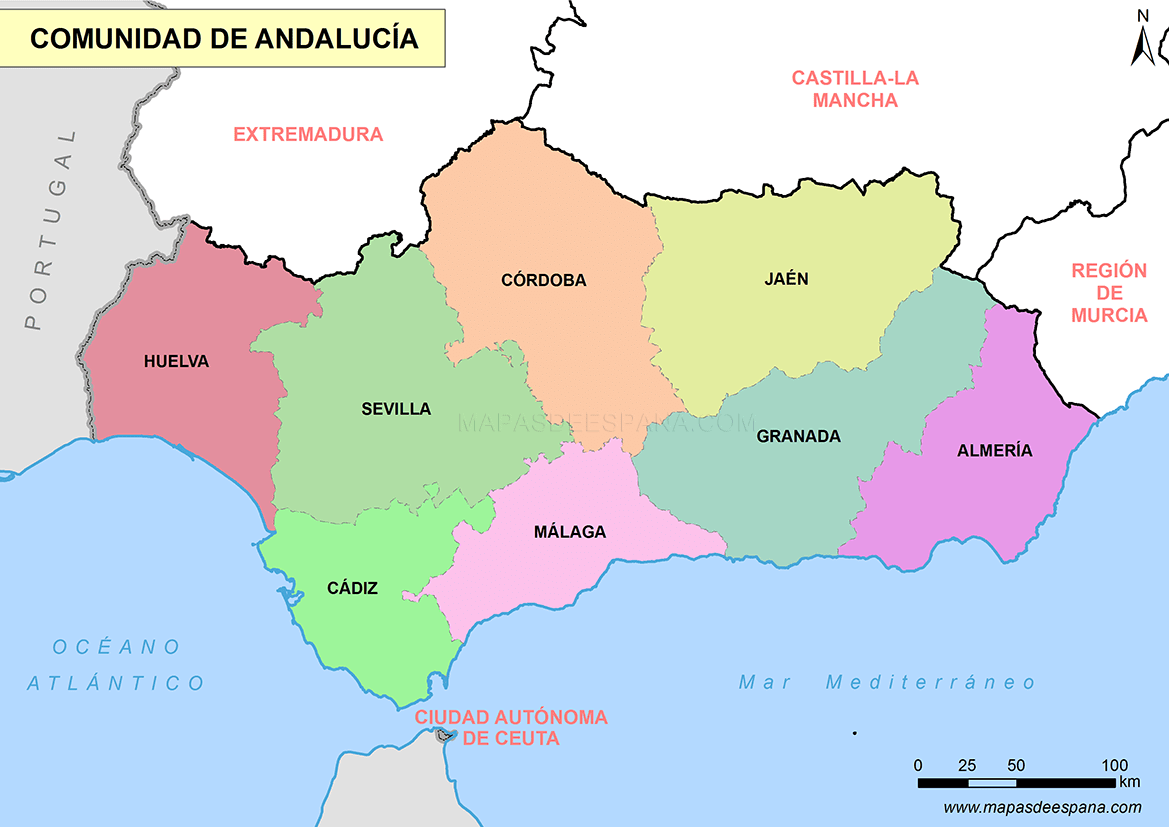 COMUNIDAD DE ANDALUCÍA
N
CASTILLA-LA
MANCHA
EXTREMADURA
PORTUGAL
REGIÓN
DE
MURCIA
CÓRDOBA
JAÉN
HUELVA
SEVILLA
MAPASDEESPANA.COM
GRANADA
ALMERÍA
MÁLAGA
CÁDIZ
OCÉANO
ATLÁNTICO
Mar Mediterráneo
CIUDAD AUTÓNOMA
DE CEUTA
0 25 50 100
km
www.mapasdeespana.com